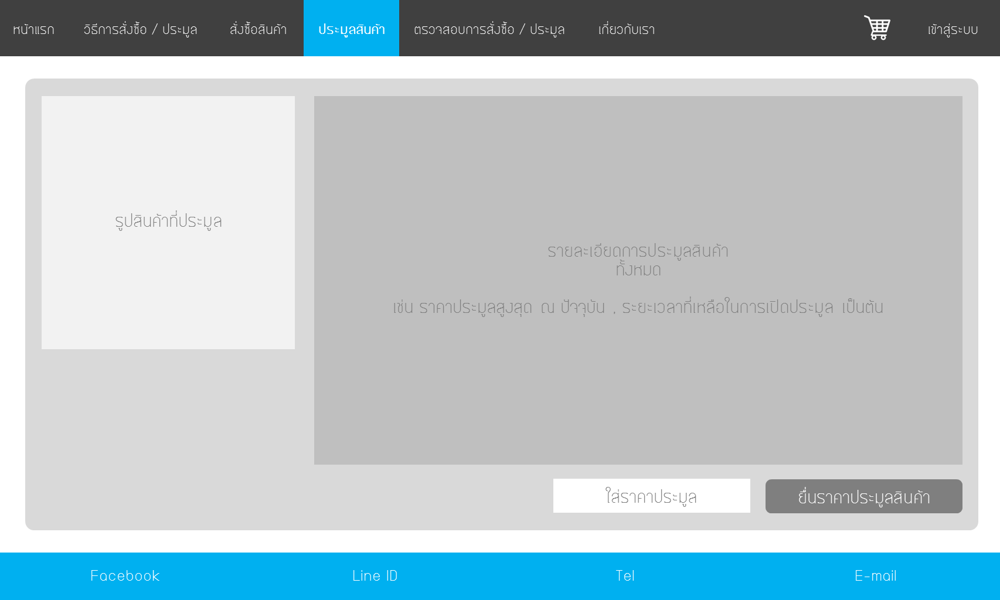 หน้าแรก วิธีการสั่งซื้อ / ประมูล สั่งซื้อสินค้า ประมูลสินค้า ตรวจสอบการสั่งซื้อ / ประมูล เกี่ยวกับเรา เข้าสู่ระบบ
รูปสินค้าที่ประมูล
รายละเอียดการประมูลสินค้า
ทั้งหมด
เช่น ราคาประมูลสูงสุด ณ ปัจจุบัน , ระยะเวลาที่เหลือในการเปิดประมูล เป็นต้น
ใส่ราคาประมูล ยื่นราคาประมูลสินค้า
Facebook Line ID Tel E-mail